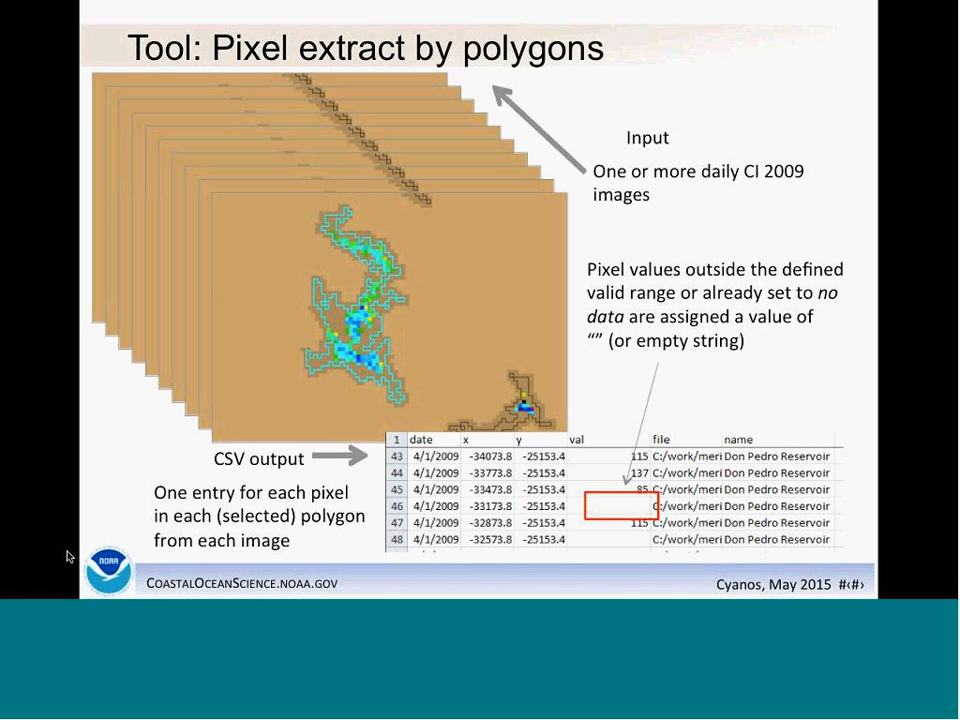 Tool: Pixel extract by polygons
Input
One or more daily CI 2009
images
Pixel values outside the defined
valid range or already set to no
data are assigned a value of
“” (or empty string)
CSV output
One entry for each pixel
in each (selected) polygon
from each image
1 date x y val file name
43 4/1/2009 -34073.8 -25153.4 115 C:/work/meri Don Pedro Reservoir
44 4/1/2009 -33773.8 -25153.4 137 C:/work/meri Don Pedro Reservoir
45 4/1/2009 -33473.8 -25153.4 85 C:/work/meri Don Pedro Reservoir
46 4/1/2009 -33173.8 -25153.4 C:/work/meri Don Pedro Reservoir
47 4/1/2009 -32873.8 -25153.4 115 C:/work/meri Don Pedro Reservoir
48 4/1/2009 -32573.8 -25153.4 C:/work/meri Don Pedro Reservoir
NOAA
COASTALOCEANSCIENCE.NOAA.GOV
Cyanos, May 2015 #‹#›